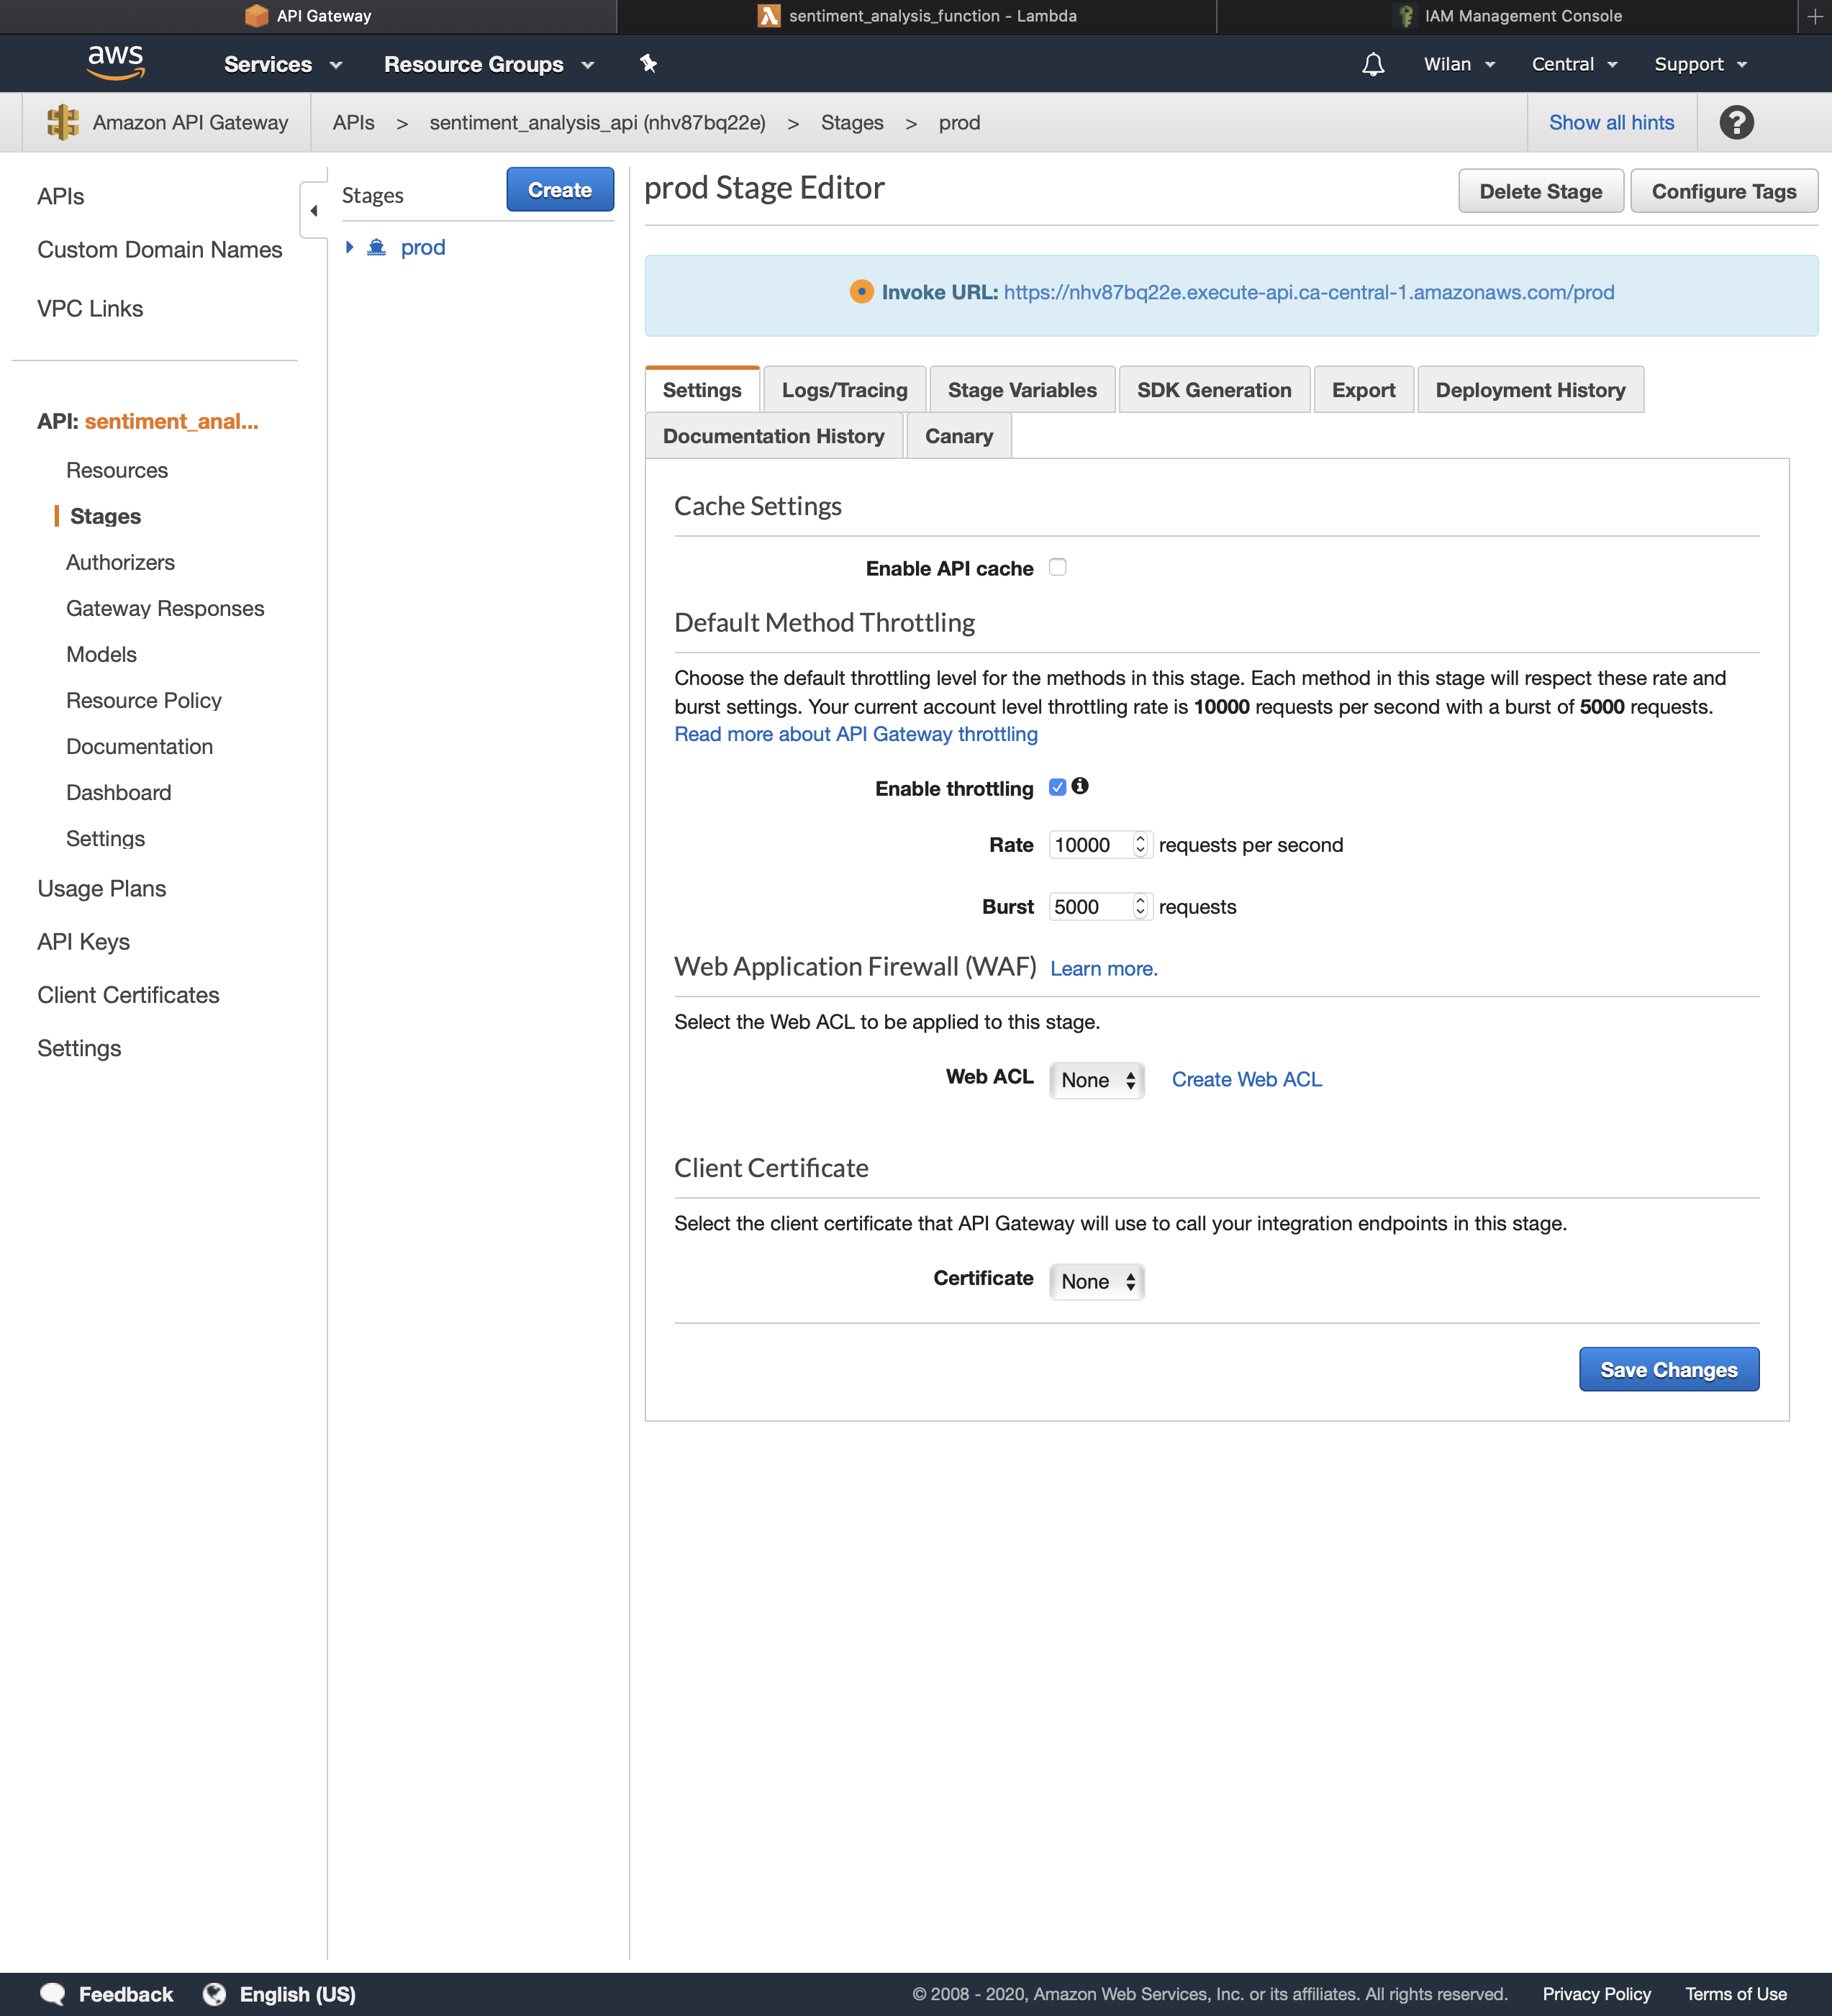 API Gateway
sentiment_analysis_function - Lambda
IAM Management Console
aws
Services
Resource Groups
Wilan
Central
Support
Amazon API Gateway
APIs > sentiment_analysis_api (nhv87bq22e) > Stages > prod
Show all hints
?
APIs
Custom Domain Names
VPC Links
API: sentiment_anal...
Resources
Stages
Authorizers
Gateway Responses
Models
Resource Policy
Documentation
Dashboard
Settings
Usage Plans
API Keys
Client Certificates
Settings
Stages
Create
prod
prod Stage Editor
Delete Stage
Configure Tags
Invoke URL: https://nhv87bq22e.execute-api.ca-central-1.amazonaws.com/prod
Settings
Logs/Tracing
Stage Variables
SDK Generation
Export
Deployment History
Documentation History
Canary
Cache Settings
Enable API cache
Default Method Throttling
Choose the default throttling level for the methods in this stage. Each method in this stage will respect these rate and
burst settings. Your current account level throttling rate is 10000 requests per second with a burst of 5000 requests.
Read more about API Gateway throttling
Enable throttling
Rate 10000 requests per second
Burst 5000 requests
Web Application Firewall (WAF) Learn more.
Select the Web ACL to be applied to this stage.
Web ACL None Create Web ACL
Client Certificate
Select the client certificate that API Gateway will use to call your integration endpoints in this stage.
Certificate None
Save Changes
Feedback
English (US)
© 2008 - 2020, Amazon Web Services, Inc. or its affiliates. All rights reserved.
Privacy Policy
Terms of Use